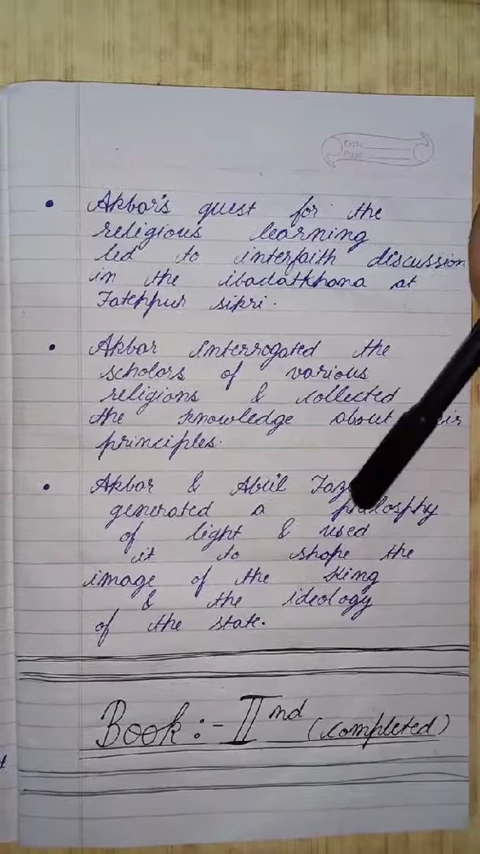 Akbar's quest for the
religious learning
led to interfaith discussion
in the ibadatkhana at
Fatehpur sikri.
Akbar interrogated the
scholars of various
religions & collected
the knowledge about
principles.
Akbar & Abul
generated a philosphy
of light & used
it to shape the
image of the king
& the ideology
of the state.
Book:- IInd (completed)